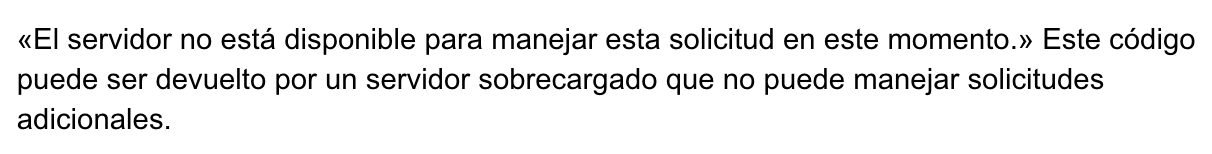 «El servidor no está disponible para manejar esta solicitud en este momento.» Este código
puede ser devuelto por un servidor sobrecargado que no puede manejar solicitudes
adicionales.